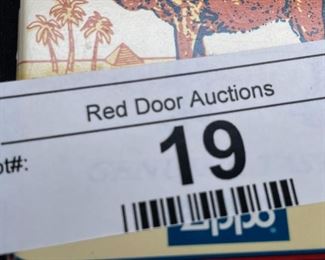 Red Door Auctions
ot#:
19
Zippo